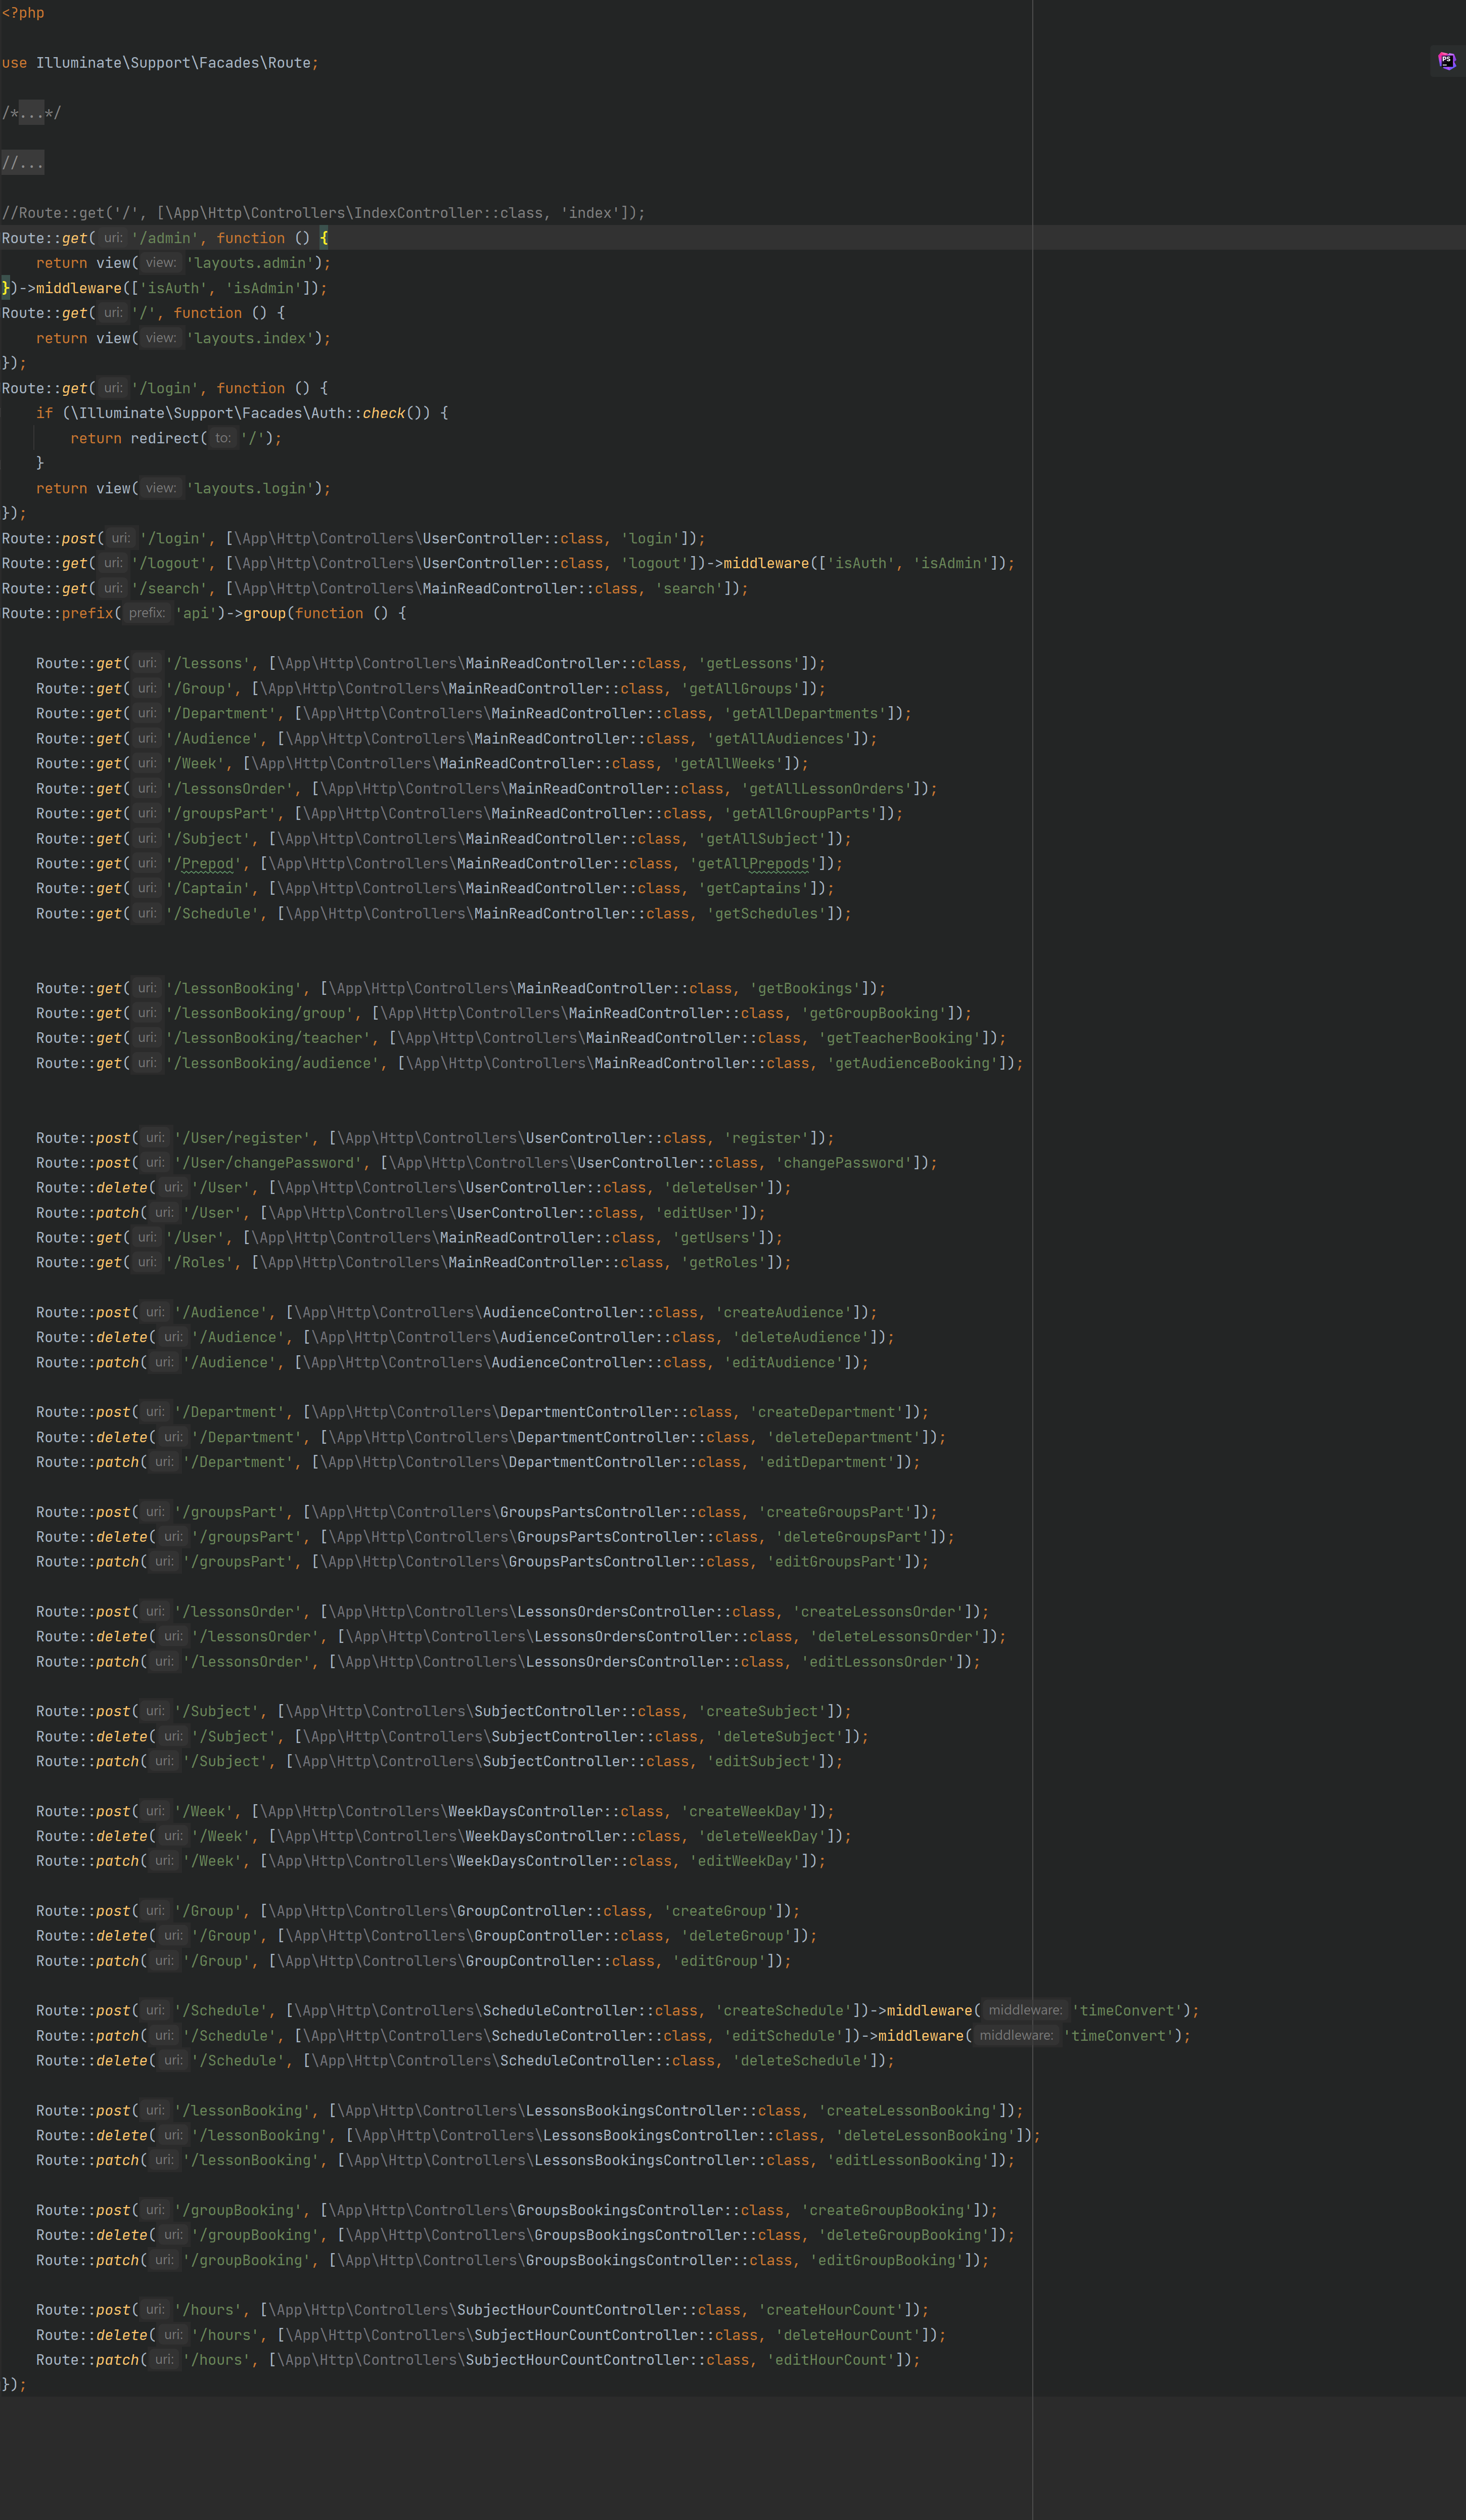 <?php
use Illuminate\Support\Facades\Route;
PS
/*...*/
//...
//Route::get('/', [\App\Http\Controllers\IndexController::class, 'index']);
Route::get( uri: '/admin', function () {
    return view( view: 'layouts.admin');
})->middleware(['isAuth', 'isAdmin']);
Route::get( uri: '/', function () {
    return view( view: 'layouts.index');
});
Route::get( uri: '/login', function () {
    if (\Illuminate\Support\Facades\Auth::check()) {
        return redirect( to: '/');
    }
    return view( view: 'layouts.login');
});
Route::post( uri: '/login', [\App\Http\Controllers\UserController::class, 'login']);
Route::get( uri: '/logout', [\App\Http\Controllers\UserController::class, 'logout'])->middleware(['isAuth', 'isAdmin']);
Route::get( uri: '/search', [\App\Http\Controllers\MainReadController::class, 'search']);
Route::prefix( prefix: 'api')->group(function () {
    Route::get( uri: '/lessons', [\App\Http\Controllers\MainReadController::class, 'getLessons']);
    Route::get( uri: '/Group', [\App\Http\Controllers\MainReadController::class, 'getAllGroups']);
    Route::get( uri: '/Department', [\App\Http\Controllers\MainReadController::class, 'getAllDepartments']);
    Route::get( uri: '/Audience', [\App\Http\Controllers\MainReadController::class, 'getAllAudiences']);
    Route::get( uri: '/Week', [\App\Http\Controllers\MainReadController::class, 'getAllWeeks']);
    Route::get( uri: '/lessonsOrder', [\App\Http\Controllers\MainReadController::class, 'getAllLessonOrders']);
    Route::get( uri: '/groupsPart', [\App\Http\Controllers\MainReadController::class, 'getAllGroupParts']);
    Route::get( uri: '/Subject', [\App\Http\Controllers\MainReadController::class, 'getAllSubject']);
    Route::get( uri: '/Prepod', [\App\Http\Controllers\MainReadController::class, 'getAllPrepods']);
    Route::get( uri: '/Captain', [\App\Http\Controllers\MainReadController::class, 'getCaptains']);
    Route::get( uri: '/Schedule', [\App\Http\Controllers\MainReadController::class, 'getSchedules']);
    Route::get( uri: '/lessonBooking', [\App\Http\Controllers\MainReadController::class, 'getBookings']);
    Route::get( uri: '/lessonBooking/group', [\App\Http\Controllers\MainReadController::class, 'getGroupBooking']);
    Route::get( uri: '/lessonBooking/teacher', [\App\Http\Controllers\MainReadController::class, 'getTeacherBooking']);
    Route::get( uri: '/lessonBooking/audience', [\App\Http\Controllers\MainReadController::class, 'getAudienceBooking']);
    Route::post( uri: '/User/register', [\App\Http\Controllers\UserController::class, 'register']);
    Route::post( uri: '/User/changePassword', [\App\Http\Controllers\UserController::class, 'changePassword']);
    Route::delete( uri: '/User', [\App\Http\Controllers\UserController::class, 'deleteUser']);
    Route::patch( uri: '/User', [\App\Http\Controllers\UserController::class, 'editUser']);
    Route::get( uri: '/User', [\App\Http\Controllers\MainReadController::class, 'getUsers']);
    Route::get( uri: '/Roles', [\App\Http\Controllers\MainReadController::class, 'getRoles']);
    Route::post( uri: '/Audience', [\App\Http\Controllers\AudienceController::class, 'createAudience']);
    Route::delete( uri: '/Audience', [\App\Http\Controllers\AudienceController::class, 'deleteAudience']);
    Route::patch( uri: '/Audience', [\App\Http\Controllers\AudienceController::class, 'editAudience']);
    Route::post( uri: '/Department', [\App\Http\Controllers\DepartmentController::class, 'createDepartment']);
    Route::delete( uri: '/Department', [\App\Http\Controllers\DepartmentController::class, 'deleteDepartment']);
    Route::patch( uri: '/Department', [\App\Http\Controllers\DepartmentController::class, 'editDepartment']);
    Route::post( uri: '/groupsPart', [\App\Http\Controllers\GroupsPartsController::class, 'createGroupsPart']);
    Route::delete( uri: '/groupsPart', [\App\Http\Controllers\GroupsPartsController::class, 'deleteGroupsPart']);
    Route::patch( uri: '/groupsPart', [\App\Http\Controllers\GroupsPartsController::class, 'editGroupsPart']);
    Route::post( uri: '/lessonsOrder', [\App\Http\Controllers\LessonsOrdersController::class, 'createLessonsOrder']);
    Route::delete( uri: '/lessonsOrder', [\App\Http\Controllers\LessonsOrdersController::class, 'deleteLessonsOrder']);
    Route::patch( uri: '/lessonsOrder', [\App\Http\Controllers\LessonsOrdersController::class, 'editLessonsOrder']);
    Route::post( uri: '/Subject', [\App\Http\Controllers\SubjectController::class, 'createSubject']);
    Route::delete( uri: '/Subject', [\App\Http\Controllers\SubjectController::class, 'deleteSubject']);
    Route::patch( uri: '/Subject', [\App\Http\Controllers\SubjectController::class, 'editSubject']);
    Route::post( uri: '/Week', [\App\Http\Controllers\WeekDaysController::class, 'createWeekDay']);
    Route::delete( uri: '/Week', [\App\Http\Controllers\WeekDaysController::class, 'deleteWeekDay']);
    Route::patch( uri: '/Week', [\App\Http\Controllers\WeekDaysController::class, 'editWeekDay']);
    Route::post( uri: '/Group', [\App\Http\Controllers\GroupController::class, 'createGroup']);
    Route::delete( uri: '/Group', [\App\Http\Controllers\GroupController::class, 'deleteGroup']);
    Route::patch( uri: '/Group', [\App\Http\Controllers\GroupController::class, 'editGroup']);
    Route::post( uri: '/Schedule', [\App\Http\Controllers\ScheduleController::class, 'createSchedule'])->middleware( middleware: 'timeConvert');
    Route::patch( uri: '/Schedule', [\App\Http\Controllers\ScheduleController::class, 'editSchedule'])->middleware( middleware: 'timeConvert');
    Route::delete( uri: '/Schedule', [\App\Http\Controllers\ScheduleController::class, 'deleteSchedule']);
    Route::post( uri: '/lessonBooking', [\App\Http\Controllers\LessonsBookingsController::class, 'createLessonBooking']);
    Route::delete( uri: '/lessonBooking', [\App\Http\Controllers\LessonsBookingsController::class, 'deleteLessonBooking']);
    Route::patch( uri: '/lessonBooking', [\App\Http\Controllers\LessonsBookingsController::class, 'editLessonBooking']);
    Route::post( uri: '/groupBooking', [\App\Http\Controllers\GroupsBookingsController::class, 'createGroupBooking']);
    Route::delete( uri: '/groupBooking', [\App\Http\Controllers\GroupsBookingsController::class, 'deleteGroupBooking']);
    Route::patch( uri: '/groupBooking', [\App\Http\Controllers\GroupsBookingsController::class, 'editGroupBooking']);
    Route::post( uri: '/hours', [\App\Http\Controllers\SubjectHourCountController::class, 'createHourCount']);
    Route::delete( uri: '/hours', [\App\Http\Controllers\SubjectHourCountController::class, 'deleteHourCount']);
    Route::patch( uri: '/hours', [\App\Http\Controllers\SubjectHourCountController::class, 'editHourCount']);
});